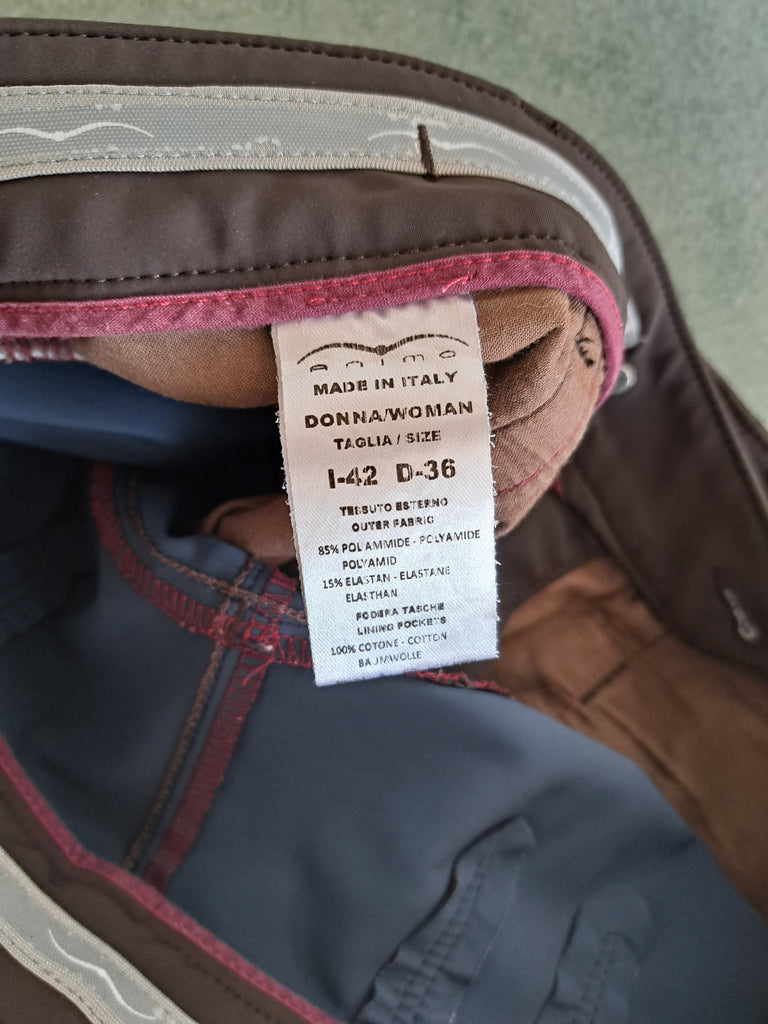 animo
MADE IN ITALY
DONNA/WOMAN
TAGLIA / SIZE
I-42 D-36
TESSUTO ESTERNO
OUTER FABRIC
85% POLIAMMIDE - POLYAMIDE
POLYAMID
15% ELASTAN - ELASTANE
ELASTHAN
FODERA TASCHE
LINING POCKETS
100% COTONE - COTTON
BAUMWOLLE